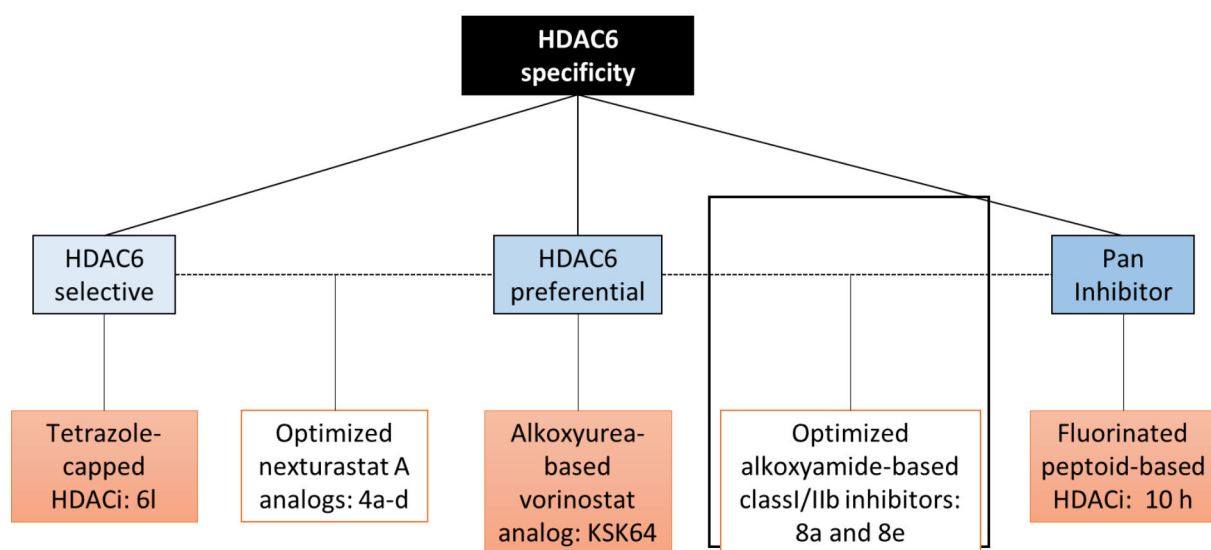 HDAC6
specificity
HDAC6
selective
HDAC6
preferential
Pan
Inhibitor
Tetrazole-
capped
HDACi: 6l
Optimized
nexturastat A
analogs: 4a-d
Alkoxyurea-
based
vorinostat
analog: KSK64
Optimized
alkoxyamide-based
classI/IIb inhibitors:
8a and 8e
Fluorinated
peptoid-based
HDACi: 10 h